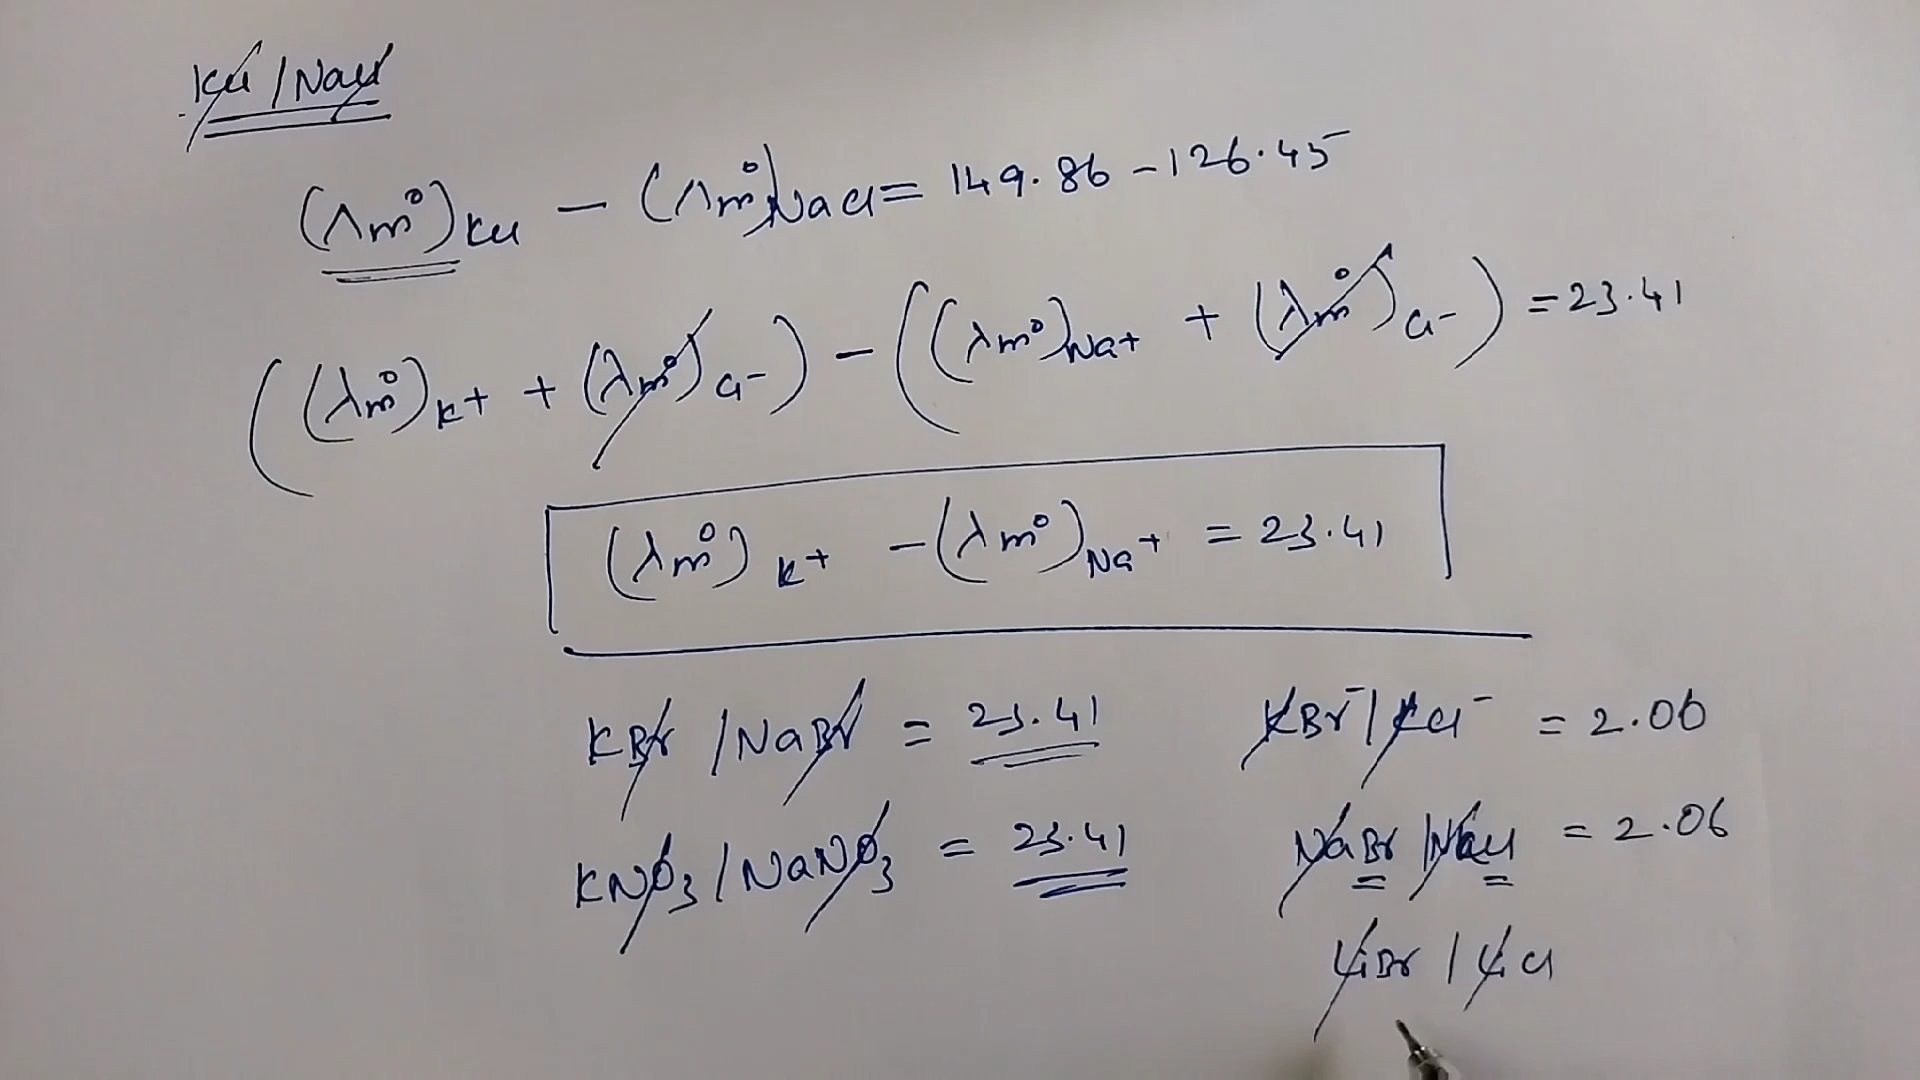 KCl / NaCl
(Λm°)KCl − (Λm°)NaCl = 149.86 − 126.45
((λm°)K+ + (λm°)Cl−) − ((λm°)Na+ + (λm°)Cl−) = 23.41
(λm°)K+ − (λm°)Na+ = 23.41
KBr / NaBr = 23.41
KNO3 / NaNO3 = 23.41
KBr− / KCl− = 2.06
NaBr / NaCl = 2.06
LiBr / LiCl